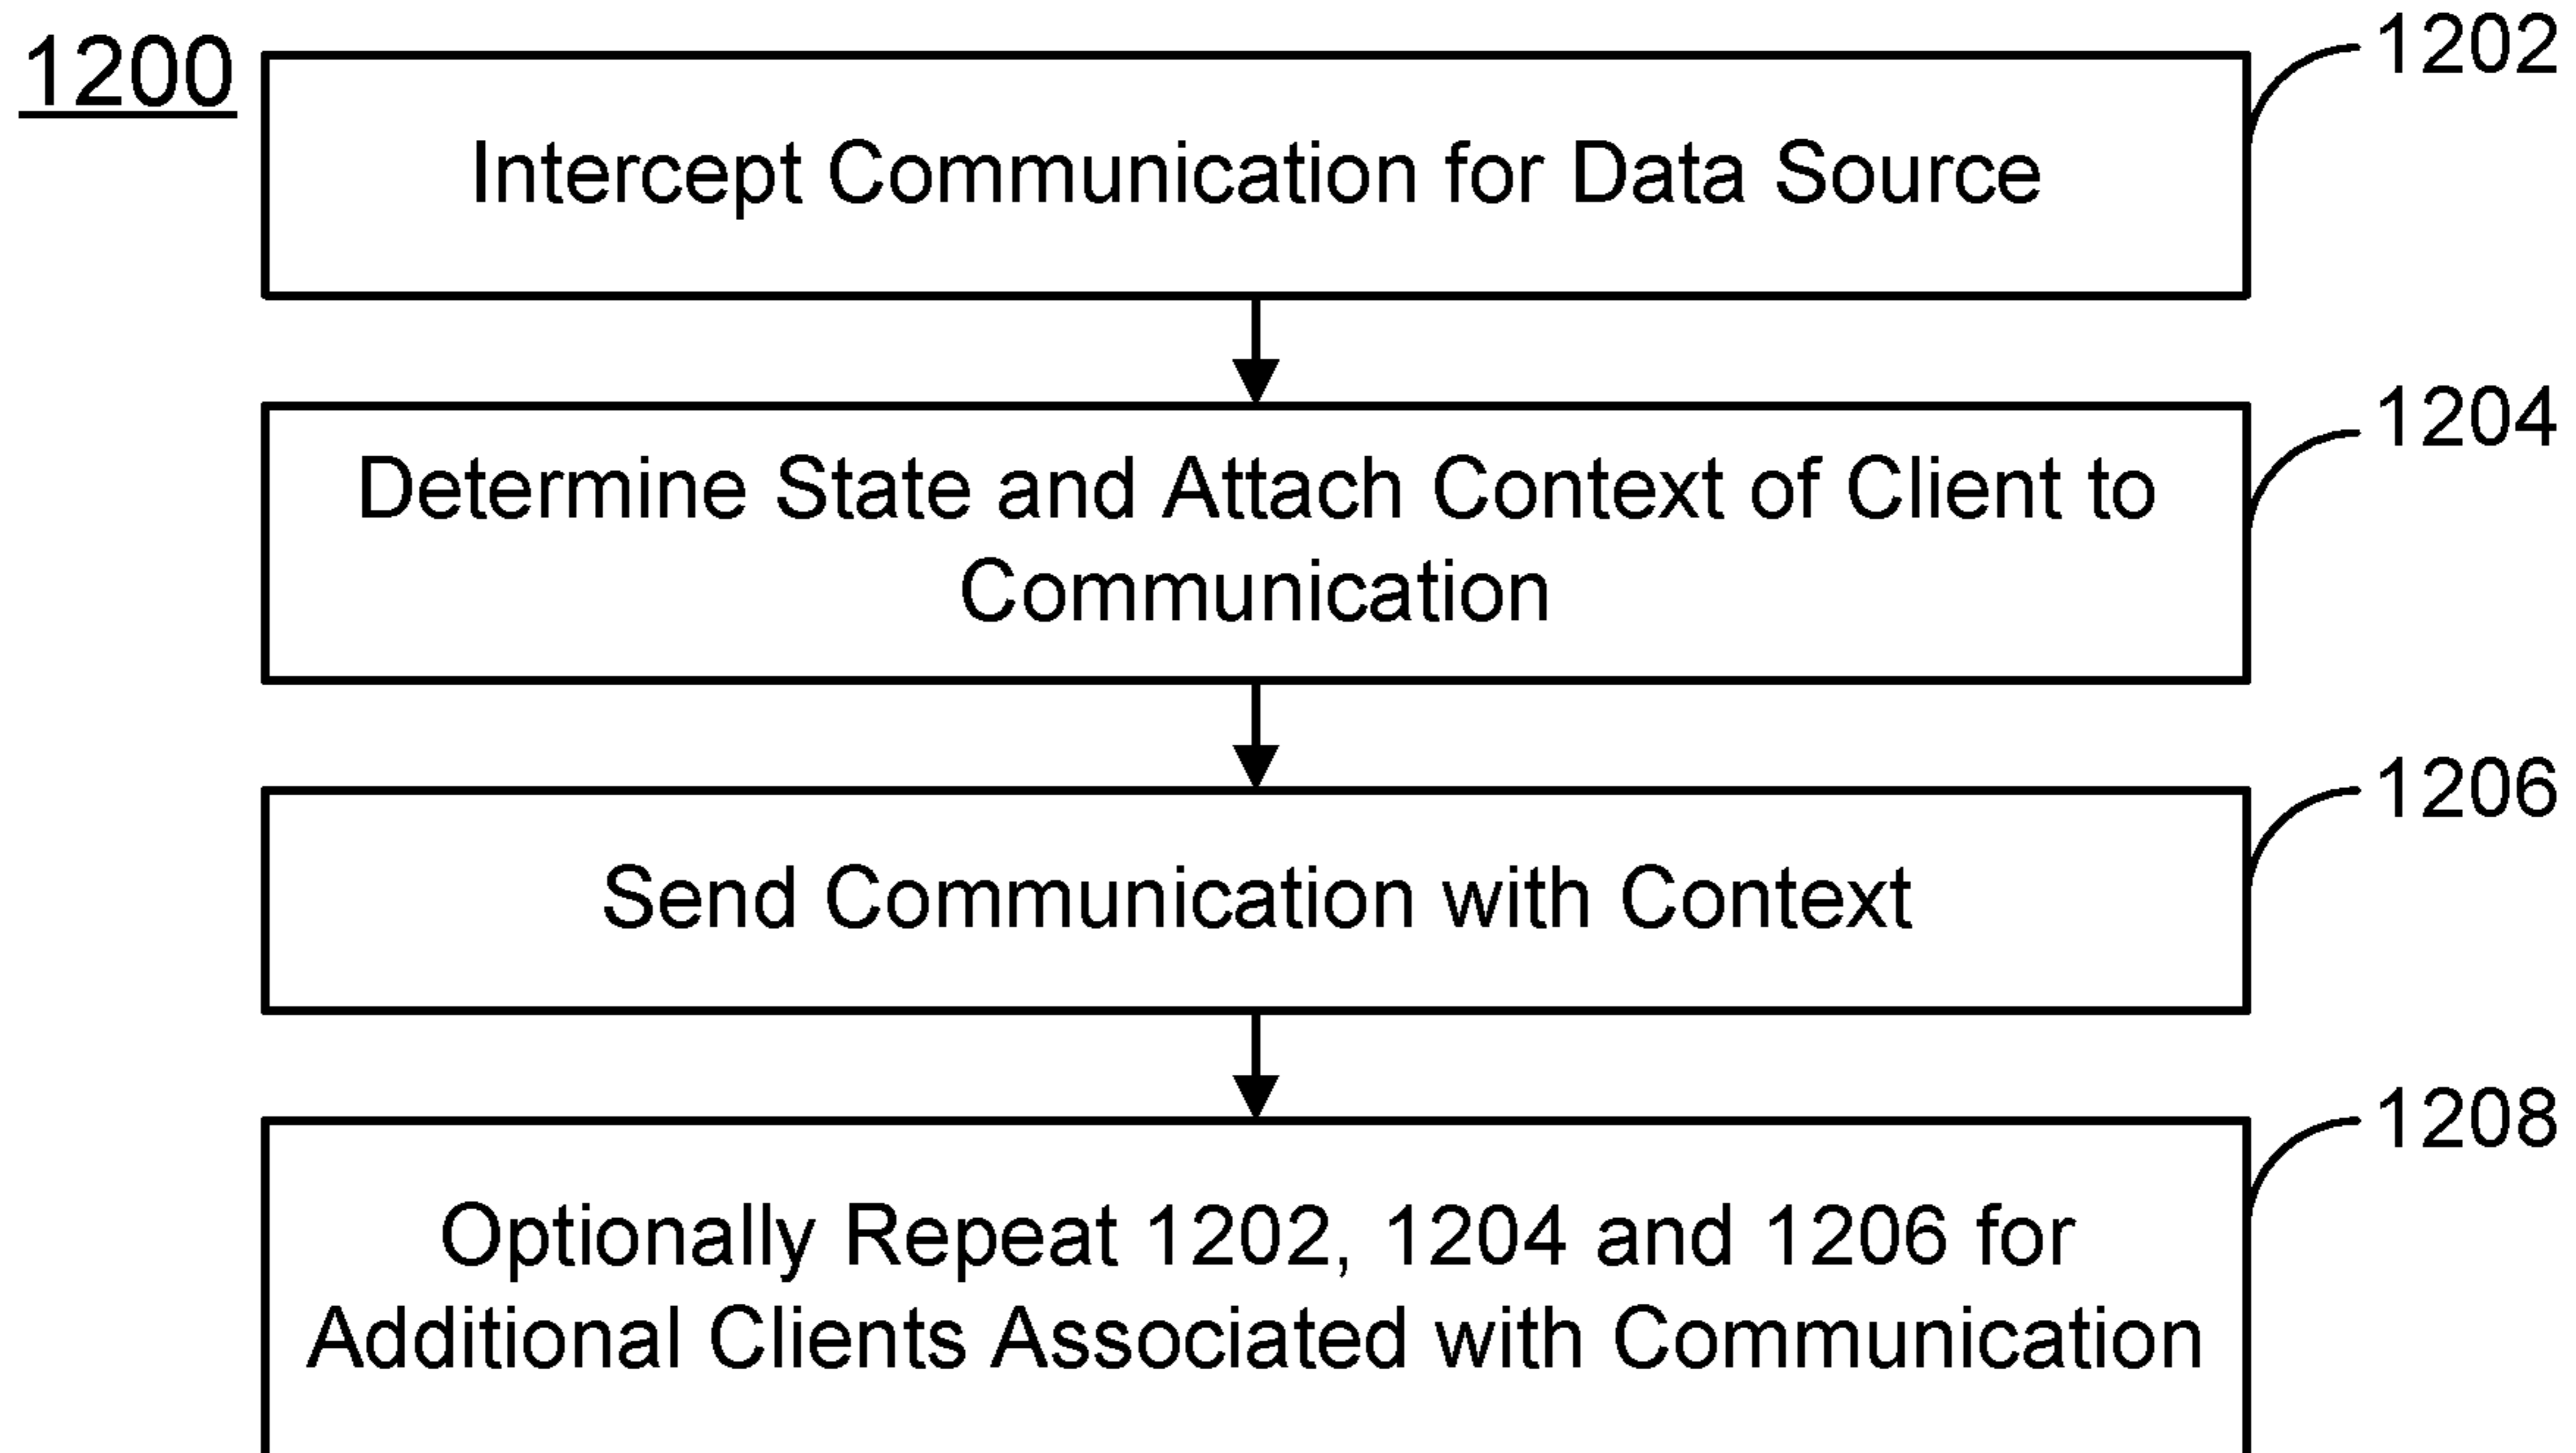 1200
1202
Intercept Communication for Data Source
1204
Determine State and Attach Context of Client to
Communication
1206
Send Communication with Context
1208
Optionally Repeat 1202, 1204 and 1206 for
Additional Clients Associated with Communication